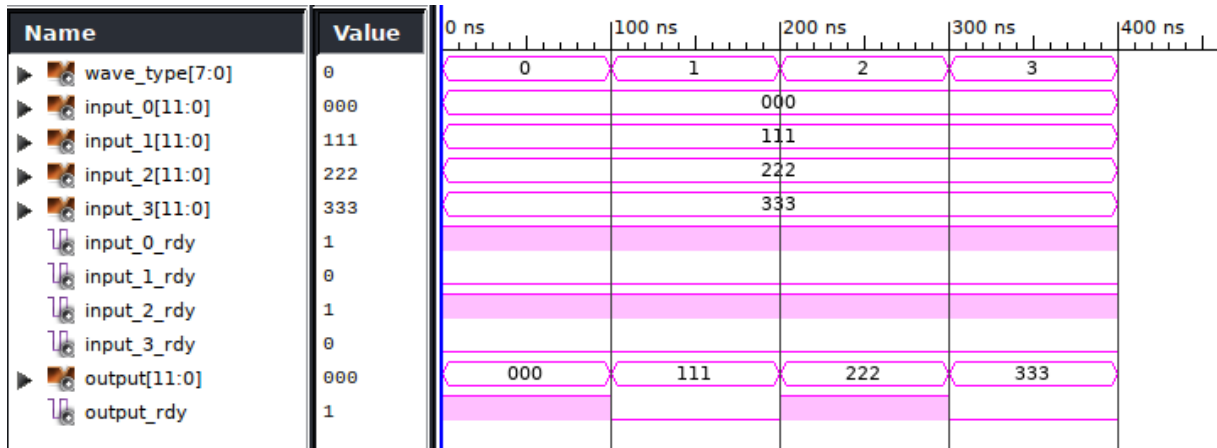 Name Value 0 ns 100 ns 200 ns 300 ns 400 ns
wave_type[7:0] 0 0 1 2 3
input_0[11:0] 000 000
input_1[11:0] 111 111
input_2[11:0] 222 222
input_3[11:0] 333 333
input_0_rdy 1
input_1_rdy 0
input_2_rdy 1
input_3_rdy 0
output[11:0] 000 000 111 222 333
output_rdy 1